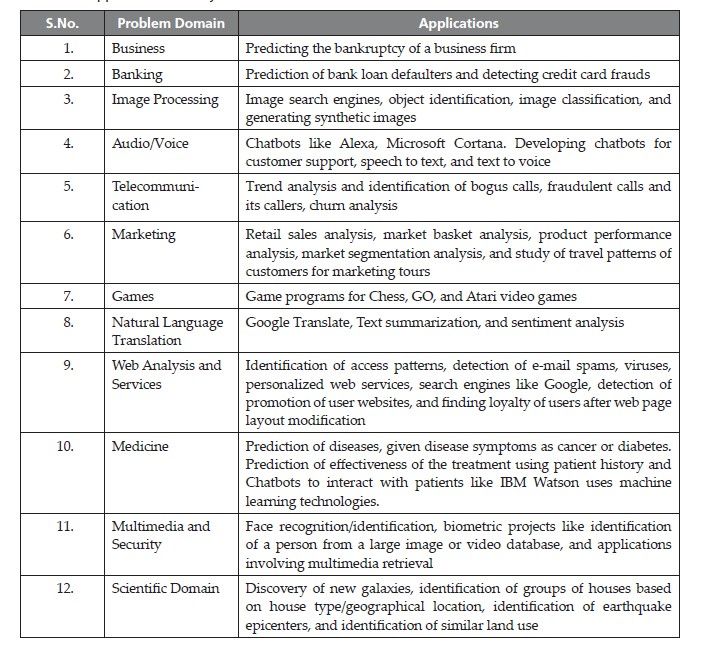 S.No. Problem Domain Applications
1. Business Predicting the bankruptcy of a business firm
2. Banking Prediction of bank loan defaulters and detecting credit card frauds
3. Image Processing Image search engines, object identification, image classification, and
generating synthetic images
4. Audio/Voice Chatbots like Alexa, Microsoft Cortana. Developing chatbots for
customer support, speech to text, and text to voice
5. Telecommuni- Trend analysis and identification of bogus calls, fraudulent calls and
cation its callers, churn analysis
6. Marketing Retail sales analysis, market basket analysis, product performance
analysis, market segmentation analysis, and study of travel patterns of
customers for marketing tours
7. Games Game programs for Chess, GO, and Atari video games
8. Natural Language Google Translate, Text summarization, and sentiment analysis
Translation
9. Web Analysis and Identification of access patterns, detection of e-mail spams, viruses,
Services personalized web services, search engines like Google, detection of
promotion of user websites, and finding loyalty of users after web page
layout modification
10. Medicine Prediction of diseases, given disease symptoms as cancer or diabetes.
Prediction of effectiveness of the treatment using patient history and
Chatbots to interact with patients like IBM Watson uses machine
learning technologies.
11. Multimedia and Face recognition/identification, biometric projects like identification
Security of a person from a large image or video database, and applications
involving multimedia retrieval
12. Scientific Domain Discovery of new galaxies, identification of groups of houses based
on house type/geographical location, identification of earthquake
epicenters, and identification of similar land use